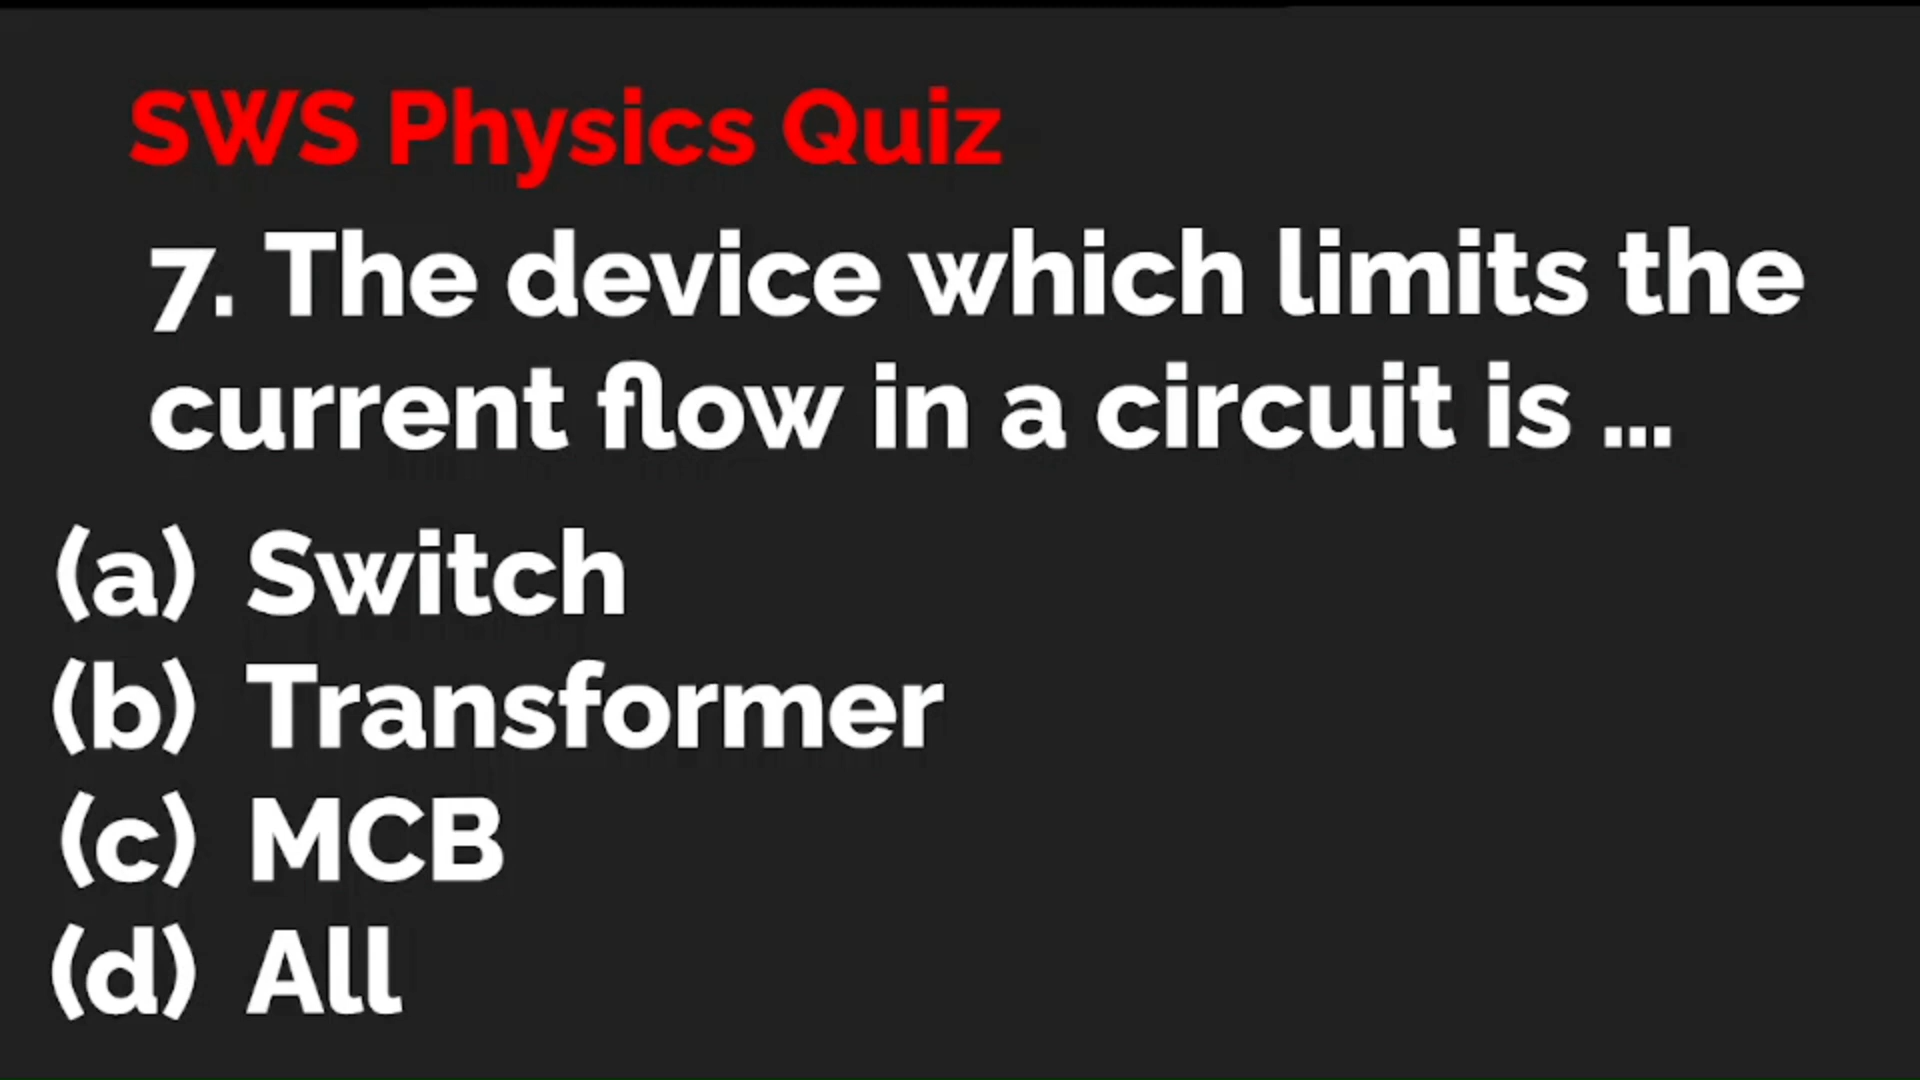 SWS Physics Quiz
7. The device which limits the
current flow in a circuit is ...
(a) Switch
(b) Transformer
(c) MCB
(d) All